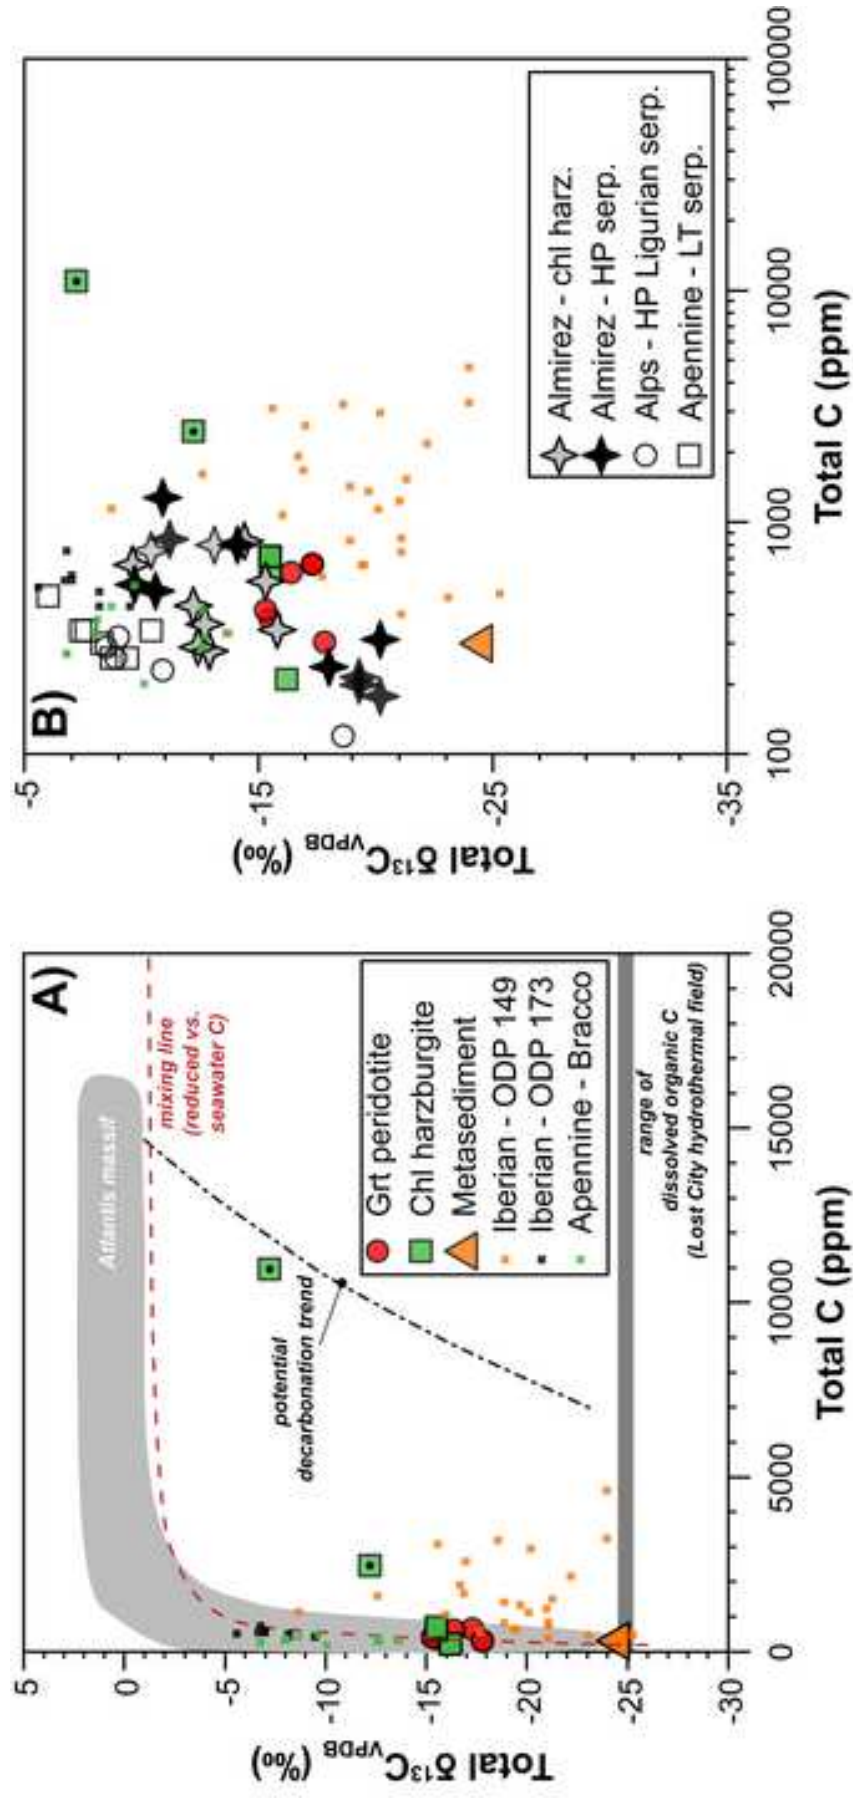 A)
5
0
-5
-10
-15
-20
-25
-30
Total δ¹³C_VPDB (‰)
Atlantis massif
mixing line
(reduced vs.
seawater C)
potential
decarbonation trend
Grt peridotite
Chl harzburgite
Metasediment
Iberian - ODP 149
Iberian - ODP 173
Apennine - Bracco
range of
dissolved organic C
(Lost City hydrothermal field)
0
5000
10000
15000
20000
Total C (ppm)
B)
-5
-15
-25
-35
Total δ¹³C_VPDB (‰)
Almirez - chl harz.
Almirez - HP serp.
Alps - HP Ligurian serp.
Apennine - LT serp.
100
1000
10000
100000
Total C (ppm)